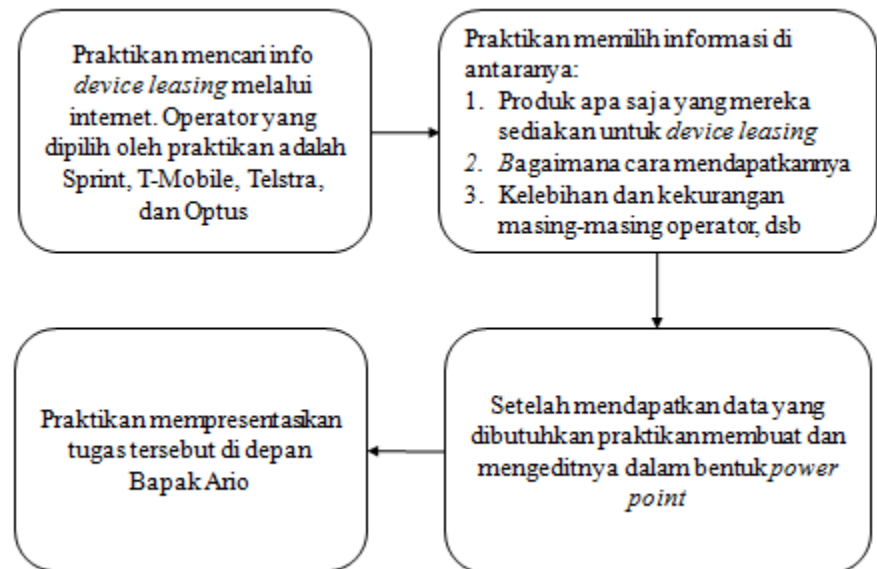 Praktikan mencari info
device leasing melalui
internet. Operator yang
dipilih oleh praktikan adalah
Sprint, T-Mobile, Telstra,
dan Optus
Praktikan memilih informasi di
antaranya:
1. Produk apa saja yang mereka
sediakan untuk device leasing
2. Bagaimana cara mendapatkannya
3. Kelebihan dan kekurangan
masing-masing operator, dsb
Setelah mendapatkan data yang
dibutuhkan praktikan membuat dan
mengeditnya dalam bentuk power
point
Praktikan mempresentasikan
tugas tersebut di depan
Bapak Ario